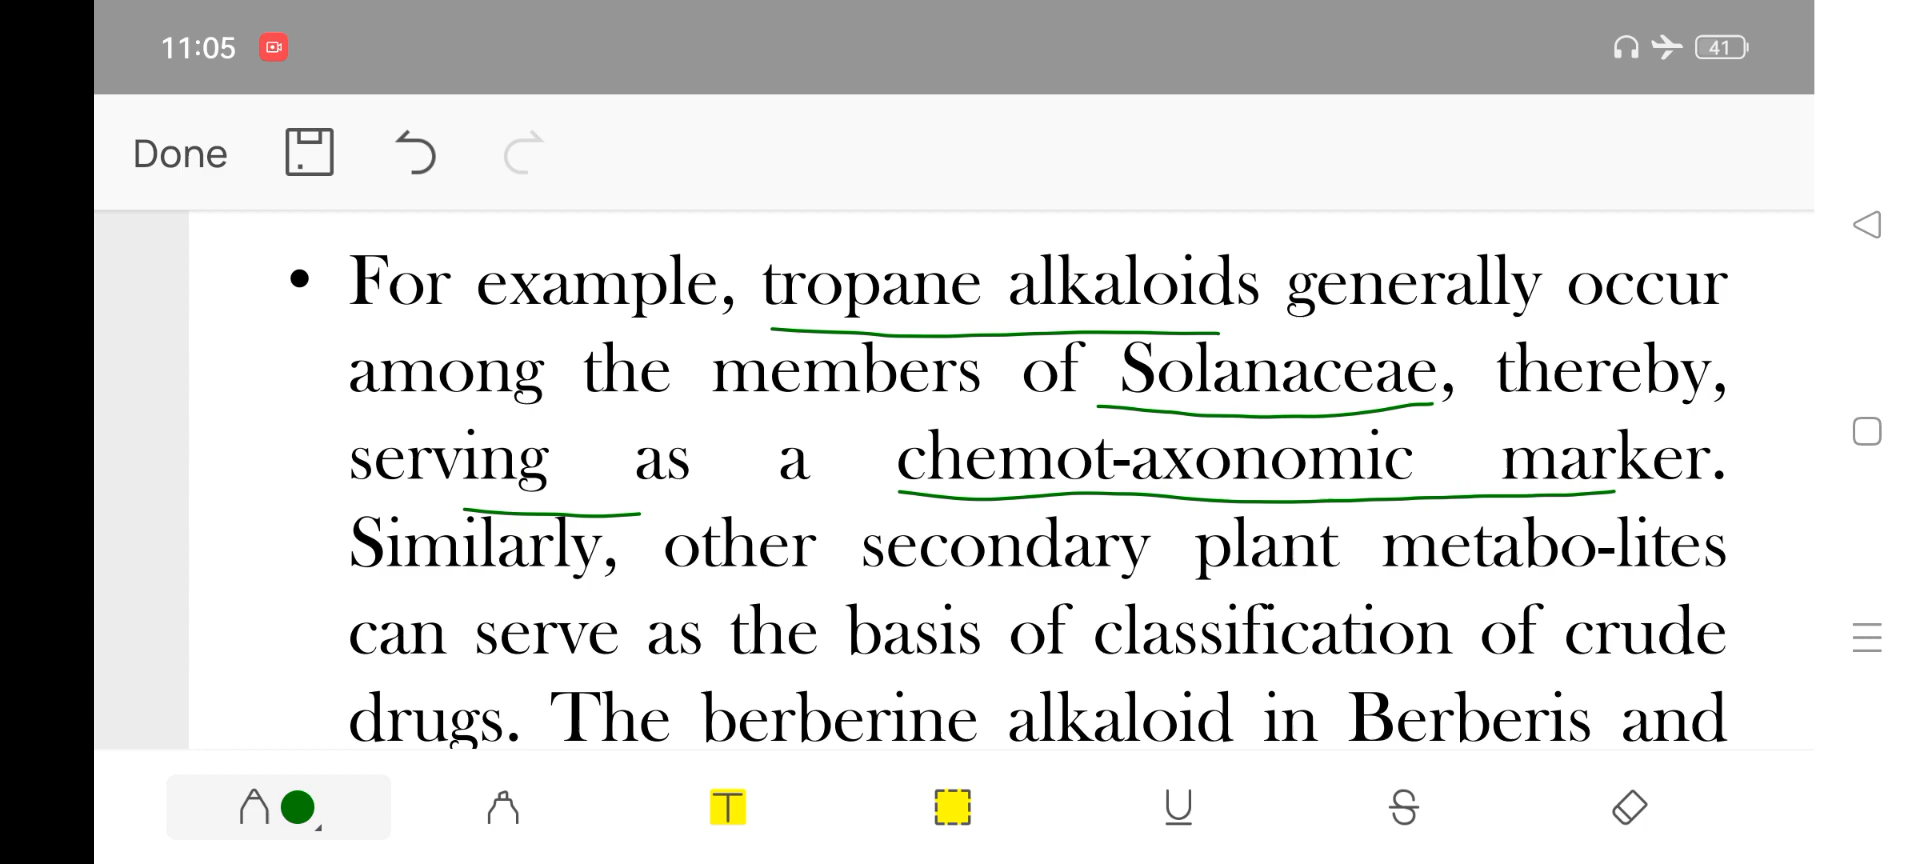 11:05
41
Done
• For example, tropane alkaloids generally occur
among the members of Solanaceae, thereby,
serving as a chemot-axonomic marker.
Similarly, other secondary plant metabo-lites
can serve as the basis of classification of crude
drugs. The berberine alkaloid in Berberis and
T
U
S